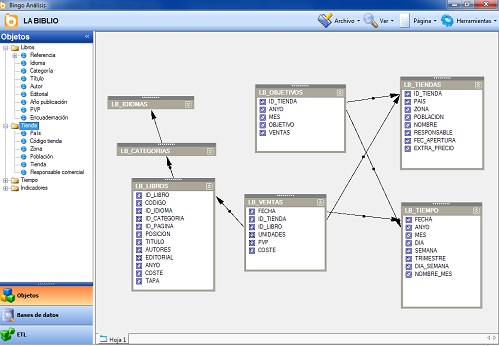 Bingo Análisis
LA BIBLIO
Archivo
Ver
Página
Herramientas
Objetos
Libros
Referencia
Idioma
Categoría
Título
Autor
Editorial
Año publicación
PVP
Encuadernación
Tienda
País
Código tienda
Zona
Población
Tienda
Responsable comercial
Tiempo
Indicadores
Objetos
Bases de datos
ETL
LB_IDIOMAS
LB_CATEGORIAS
LB_LIBROS
ID_LIBRO
CODIGO
ID_IDIOMA
ID_CATEGORIA
ID_PAGINA
POSICION
TITULO
AUTORES
EDITORIAL
ANYO
COSTE
TAPA
LB_OBJETIVOS
ID_TIENDA
ANYO
MES
OBJETIVO
VENTAS
LB_VENTAS
FECHA
ID_TIENDA
ID_LIBRO
UNIDADES
PVP
COSTE
LB_TIENDAS
ID_TIENDA
PAIS
ZONA
POBLACION
NOMBRE
RESPONSABLE
FEC_APERTURA
EXTRA_PRECIO
LB_TIEMPO
FECHA
ANYO
MES
DIA
SEMANA
TRIMESTRE
DIA_SEMANA
NOMBRE_MES
Hoja 1